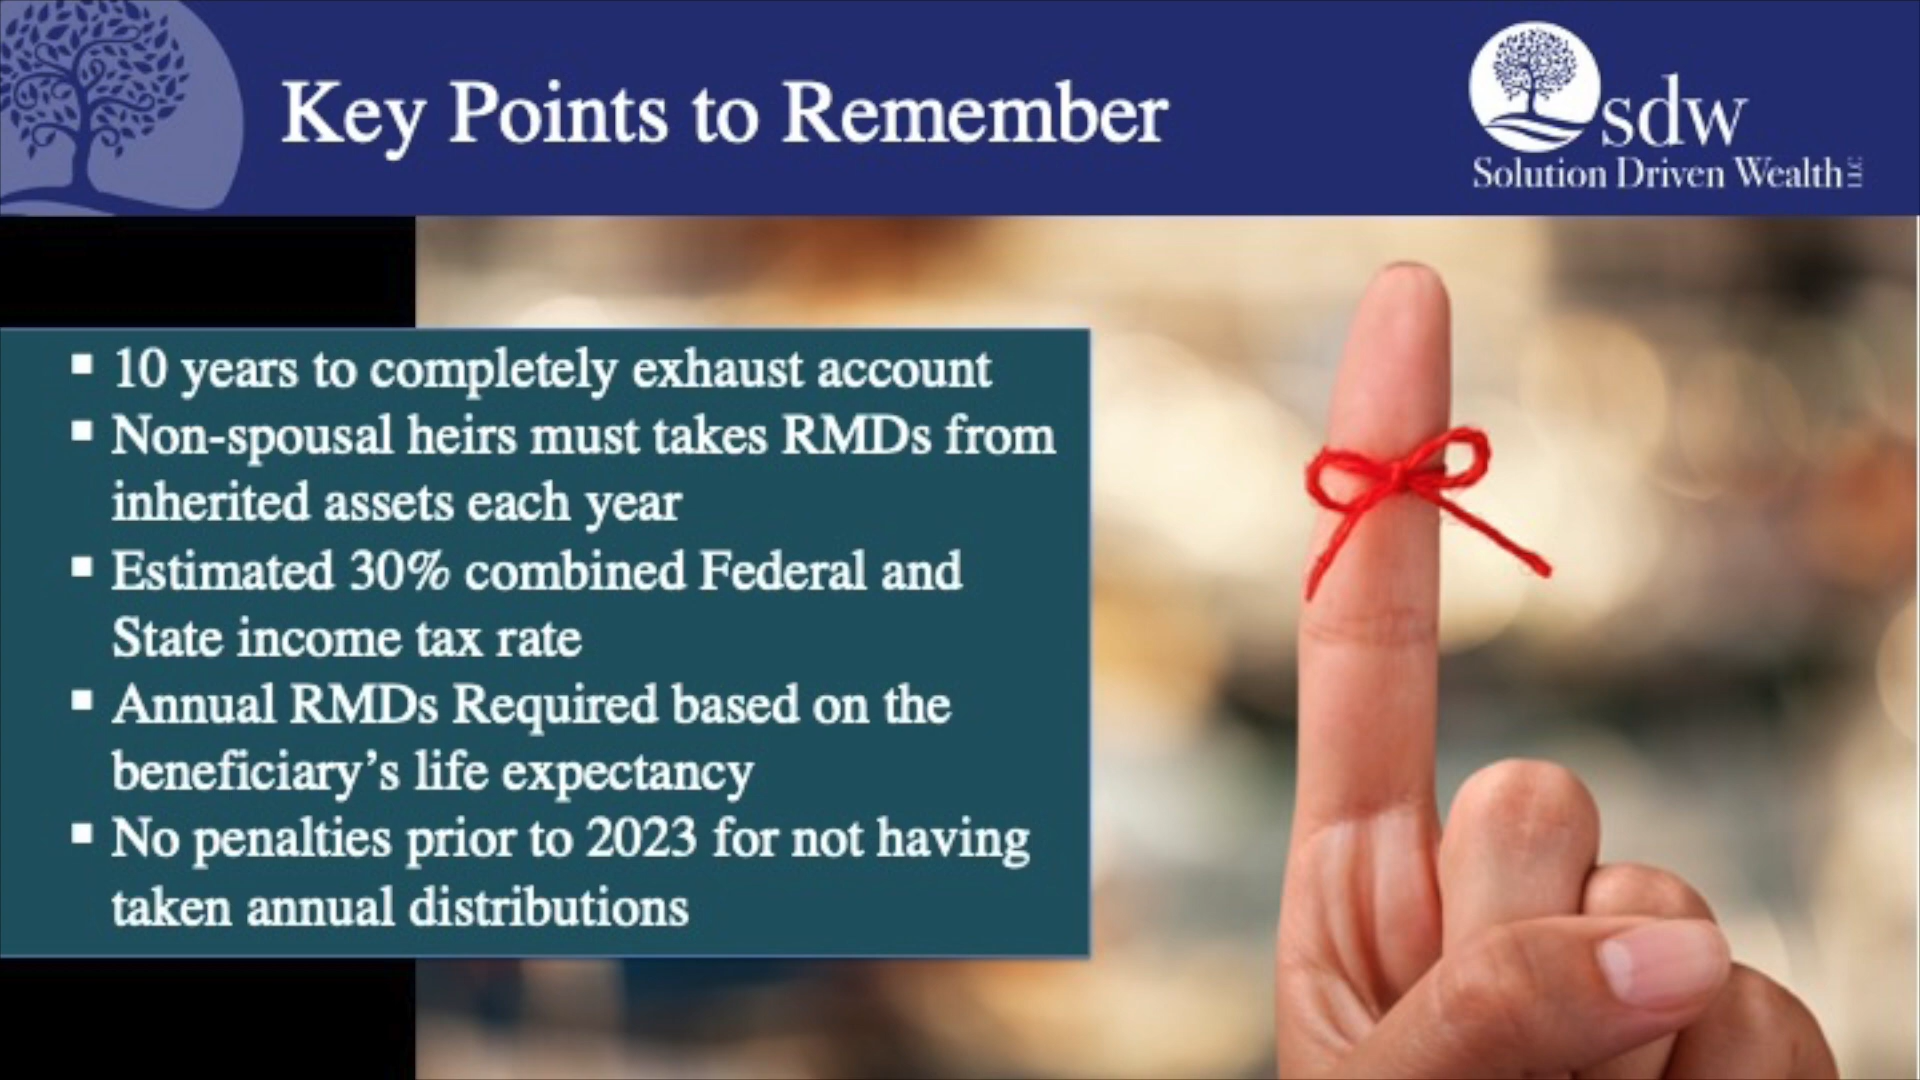 Key Points to Remember
sdw
Solution Driven Wealth LLC
▪ 10 years to completely exhaust account
▪ Non-spousal heirs must takes RMDs from
inherited assets each year
▪ Estimated 30% combined Federal and
State income tax rate
▪ Annual RMDs Required based on the
beneficiary’s life expectancy
▪ No penalties prior to 2023 for not having
taken annual distributions